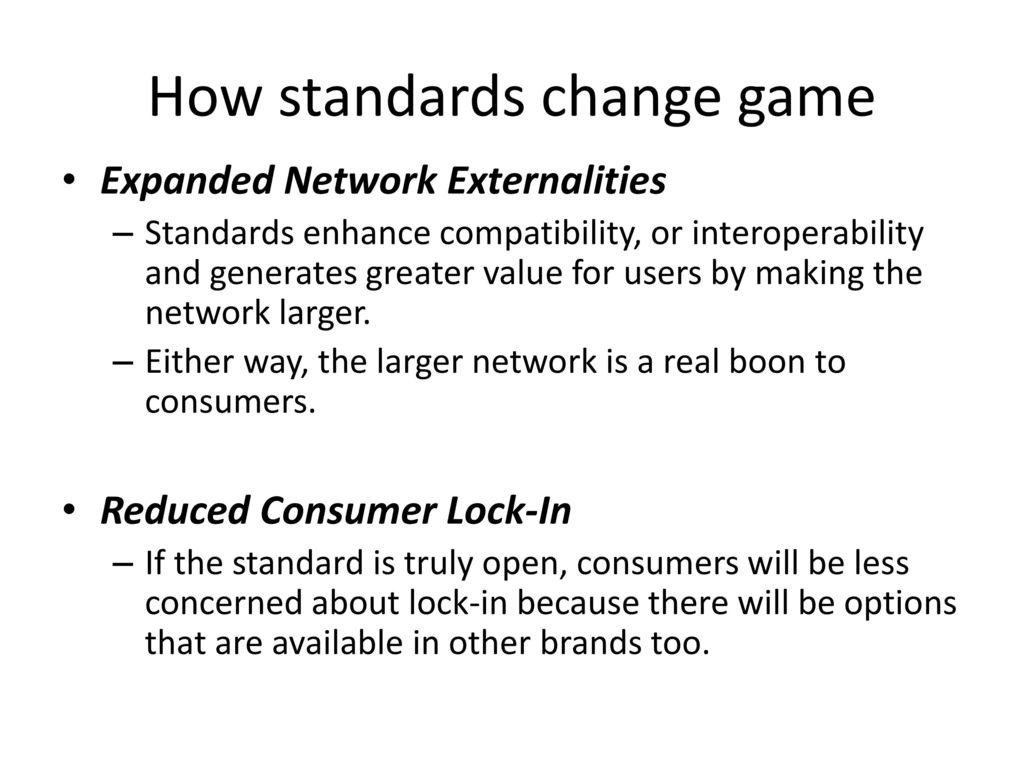 How standards change game
• Expanded Network Externalities
– Standards enhance compatibility, or interoperability
and generates greater value for users by making the
network larger.
– Either way, the larger network is a real boon to
consumers.
• Reduced Consumer Lock-In
– If the standard is truly open, consumers will be less
concerned about lock-in because there will be options
that are available in other brands too.